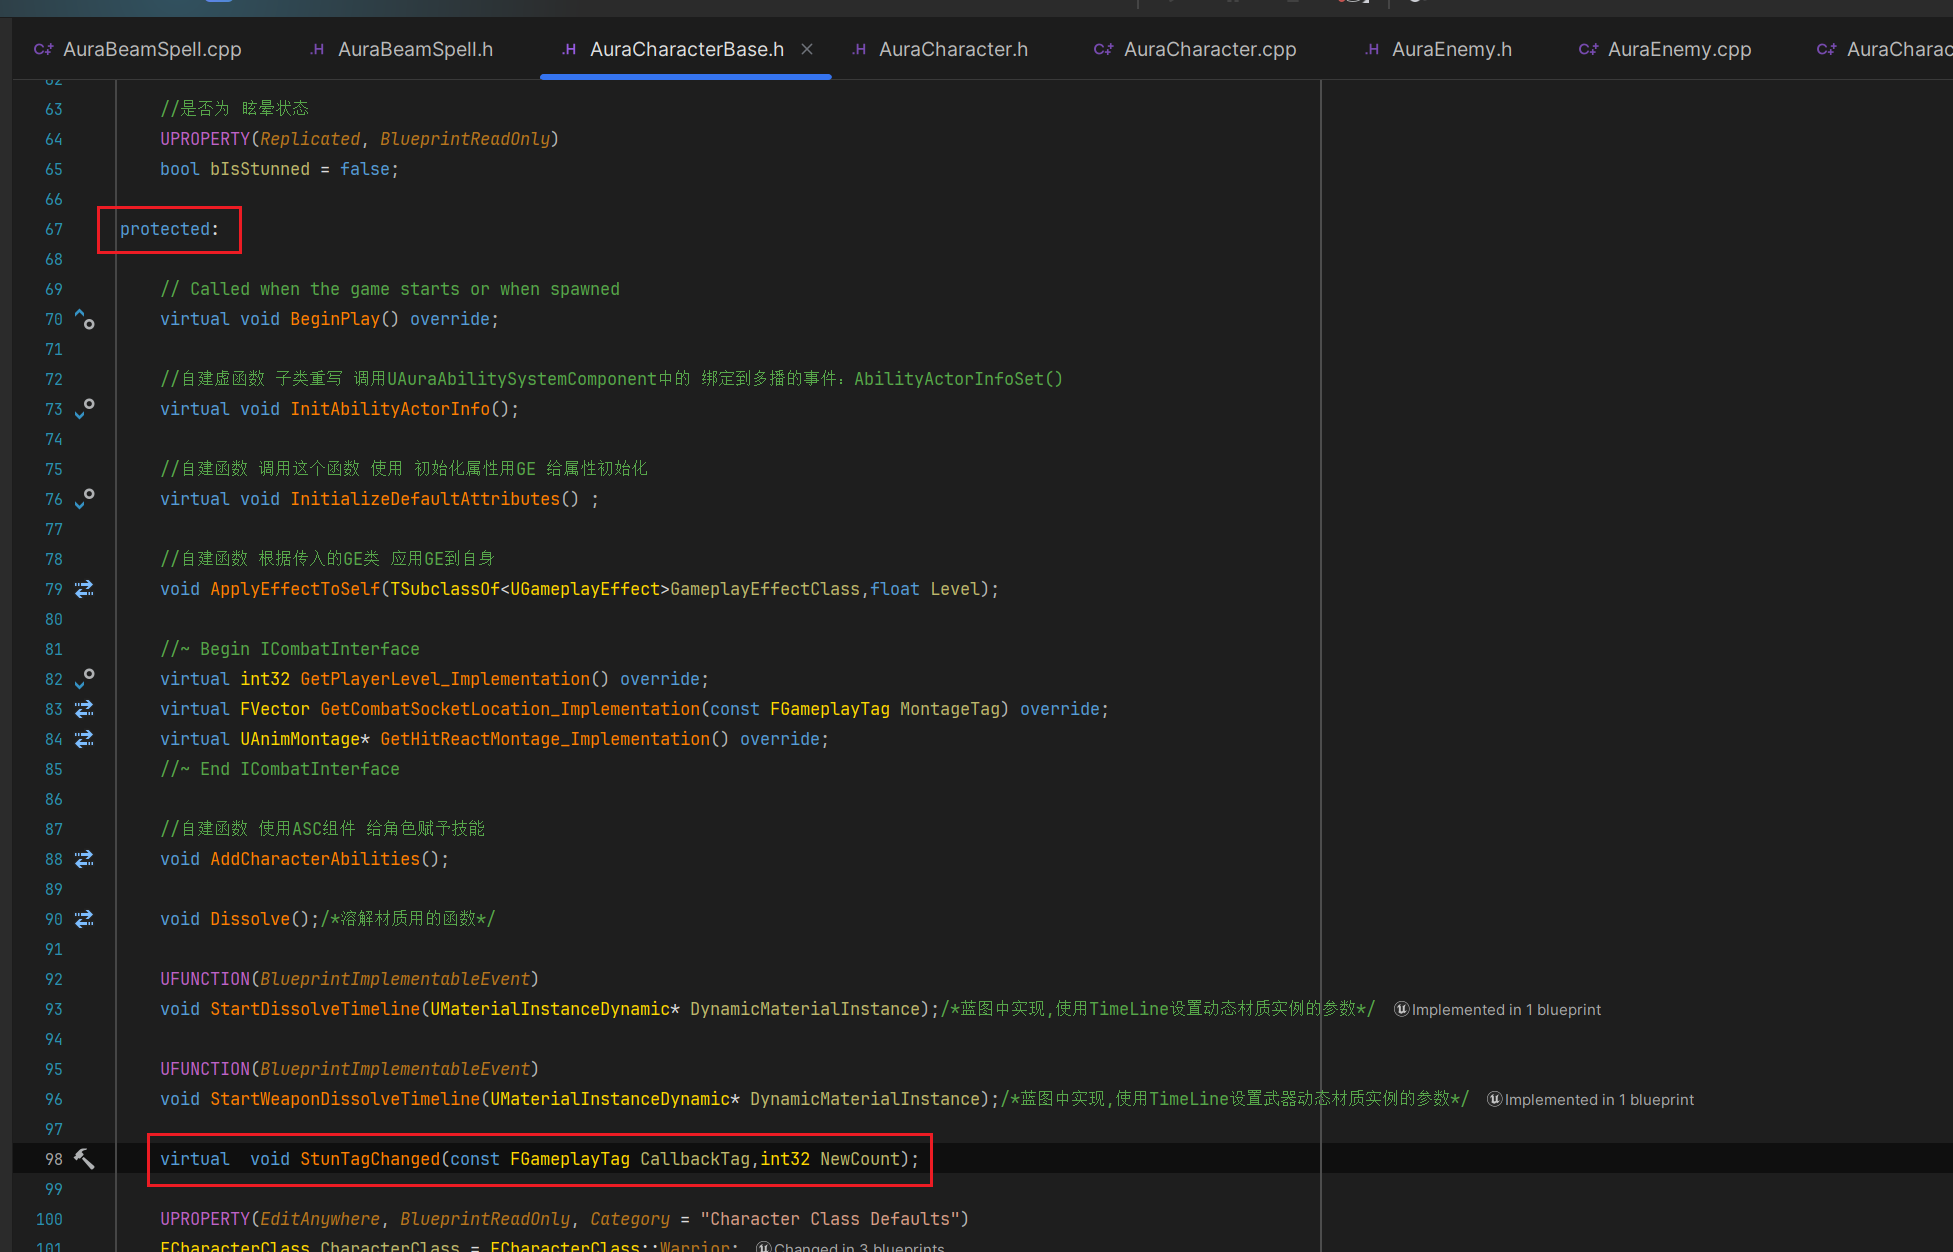 AuraBeamSpell.cpp AuraBeamSpell.h AuraCharacterBase.h AuraCharacter.h AuraCharacter.cpp AuraEnemy.h AuraEnemy.cpp AuraCharac
62
63 //是否为 眩晕状态
64 UPROPERTY(Replicated, BlueprintReadOnly)
65 bool bIsStunned = false;
66
67 protected:
68
69 // Called when the game starts or when spawned
70 virtual void BeginPlay() override;
71
72 //自建虚函数 子类重写 调用UAuraAbilitySystemComponent中的 绑定到多播的事件：AbilityActorInfoSet()
73 virtual void InitAbilityActorInfo();
74
75 //自建函数 调用这个函数 使用 初始化属性用GE 给属性初始化
76 virtual void InitializeDefaultAttributes() ;
77
78 //自建函数 根据传入的GE类 应用GE到自身
79 void ApplyEffectToSelf(TSubclassOf<UGameplayEffect>GameplayEffectClass,float Level);
80
81 //~ Begin ICombatInterface
82 virtual int32 GetPlayerLevel_Implementation() override;
83 virtual FVector GetCombatSocketLocation_Implementation(const FGameplayTag MontageTag) override;
84 virtual UAnimMontage* GetHitReactMontage_Implementation() override;
85 //~ End ICombatInterface
86
87 //自建函数 使用ASC组件 给角色赋予技能
88 void AddCharacterAbilities();
89
90 void Dissolve();/*溶解材质用的函数*/
91
92 UFUNCTION(BlueprintImplementableEvent)
93 void StartDissolveTimeline(UMaterialInstanceDynamic* DynamicMaterialInstance);/*蓝图中实现,使用TimeLine设置动态材质实例的参数*/ Implemented in 1 blueprint
94
95 UFUNCTION(BlueprintImplementableEvent)
96 void StartWeaponDissolveTimeline(UMaterialInstanceDynamic* DynamicMaterialInstance);/*蓝图中实现,使用TimeLine设置武器动态材质实例的参数*/ Implemented in 1 blueprint
97
98 virtual  void StunTagChanged(const FGameplayTag CallbackTag,int32 NewCount);
99
100 UPROPERTY(EditAnywhere, BlueprintReadOnly, Category = "Character Class Defaults")
101 ECharacterClass CharacterClass = ECharacterClass::Warrior; Changed in 3 blueprints